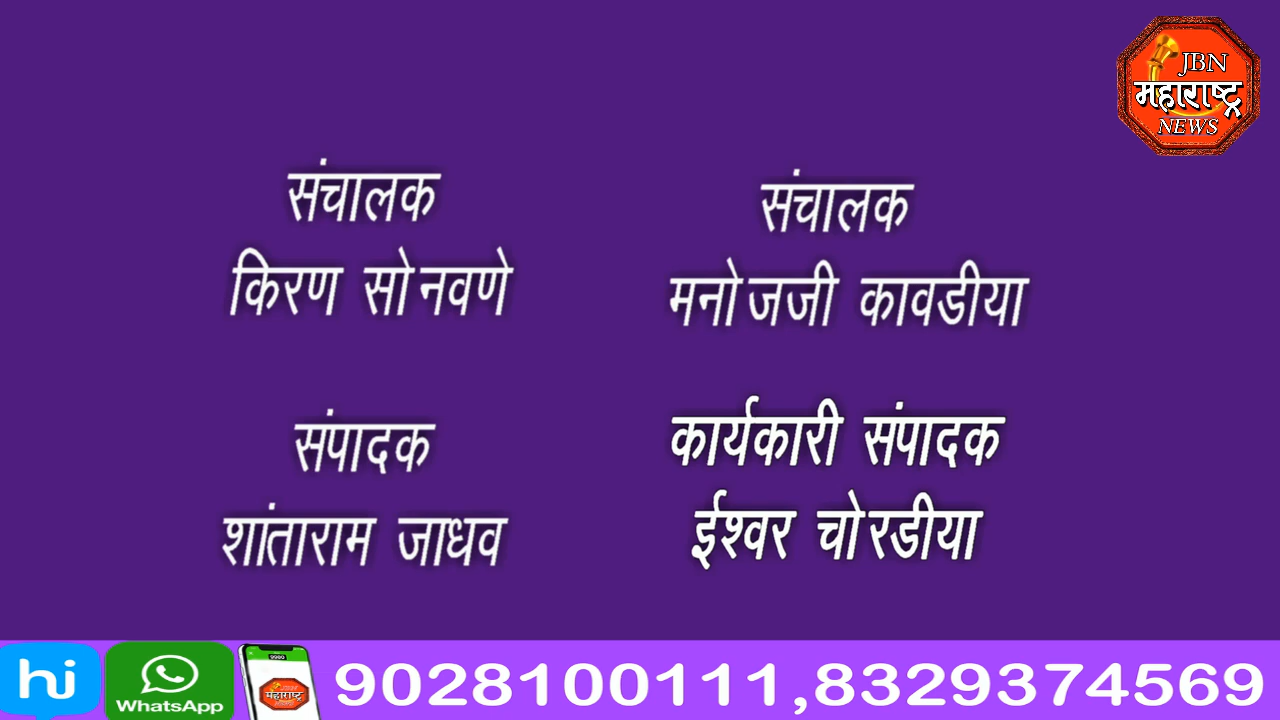 JBN
महाराष्ट्र
NEWS
संचालक
किरण सोनवणे
संचालक
मनोजजी कावडीया
संपादक
शांताराम जाधव
कार्यकारी संपादक
ईश्वर चोरडीया
hi
WhatsApp
महाराष्ट्र
9028100111,8329374569